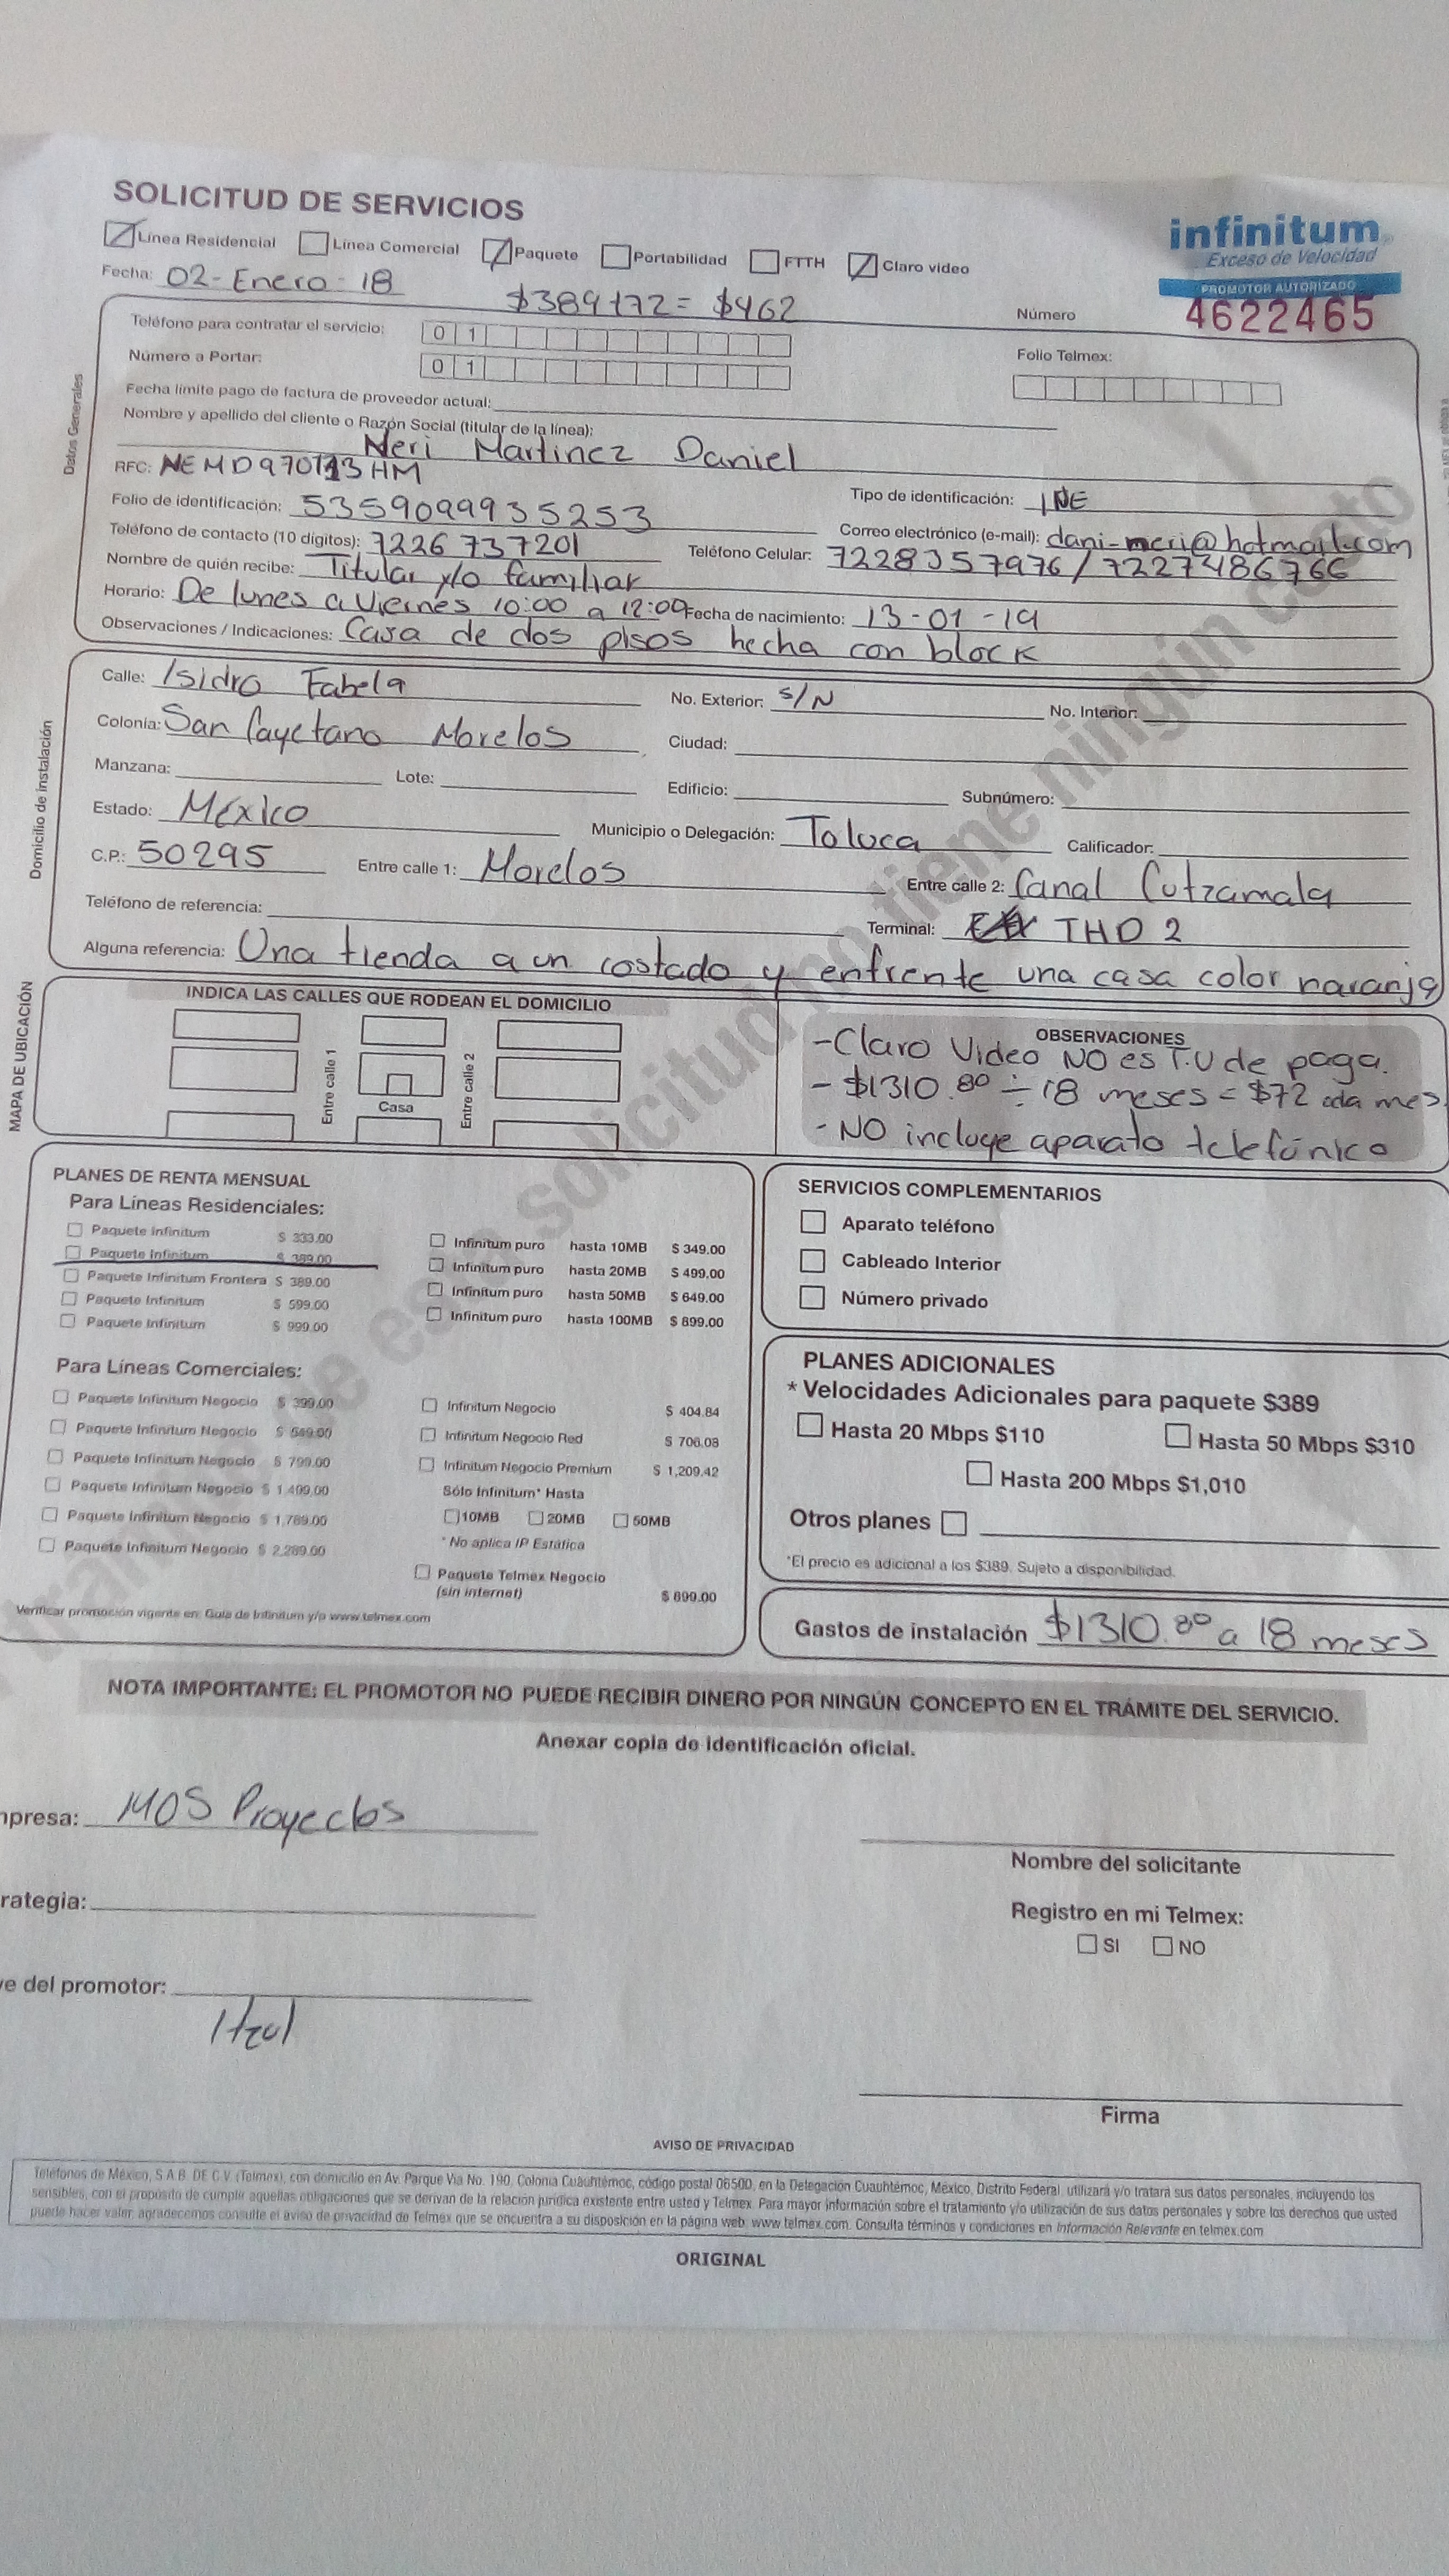 SOLICITUD DE SERVICIOS
Línea Residencial Línea Comercial Paquete Portabilidad FTTH Claro video
infinitum
Exceso de Velocidad
PROMOTOR AUTORIZADO
Fecha: 02-Enero-18
$389+72= $462
Número 4622465
Teléfono para contratar el servicio: 0 1
Número a Portar: 0 1
Folio Telmex:
Datos Generales
Fecha límite pago de factura de proveedor actual:
Nombre y apellido del cliente o Razón Social (titular de la línea):
Neri Martinez Daniel
RFC: NEMD970113HM
Folio de identificación: 5359099935253 Tipo de identificación: INE
Teléfono de contacto (10 dígitos): 7226737201 Correo electrónico (e-mail): dani-meri@hotmail.com
Nombre de quién recibe: Titular y/o familiar Teléfono Celular: 7228357976 / 72273486766
Horario: De lunes a Viernes 10:00 a 12:00 Fecha de nacimiento: 13-01-19
Observaciones / Indicaciones: Casa de dos pisos hecha con block
Domicilio de instalación
Calle: Isidro Fabela No. Exterior: S/N No. Interior:
Colonia: San Cayetano Morelos Ciudad:
Manzana: Lote: Edificio: Subnúmero:
Estado: México Municipio o Delegación: Toluca Calificador:
C.P.: 50295 Entre calle 1: Morelos Entre calle 2: Canal Cutzamala
Teléfono de referencia: Terminal: THD 2
Alguna referencia: Una tienda a un costado y enfrente una casa color naranja
MAPA DE UBICACIÓN
INDICA LAS CALLES QUE RODEAN EL DOMICILIO
Entre calle 1
Casa
Entre calle 2
OBSERVACIONES
-Claro Video NO es T.V de paga.
- $1310.80 ÷ 18 meses = $72 cada mes.
- NO incluye aparato telefónico
PLANES DE RENTA MENSUAL
Para Líneas Residenciales:
Paquete Infinitum $ 333.00
Paquete Infinitum $ 389.00
Paquete Infinitum Frontera $ 389.00
Paquete Infinitum $ 599.00
Paquete Infinitum $ 999.00
Infinitum puro hasta 10MB $ 349.00
Infinitum puro hasta 20MB $ 499.00
Infinitum puro hasta 50MB $ 649.00
Infinitum puro hasta 100MB $ 899.00
Para Líneas Comerciales:
Paquete Infinitum Negocio $ 399.00
Paquete Infinitum Negocio $ 549.00
Paquete Infinitum Negocio $ 799.00
Paquete Infinitum Negocio $ 1,499.00
Paquete Infinitum Negocio $ 1,789.00
Paquete Infinitum Negocio $ 2,289.00
Infinitum Negocio $ 404.84
Infinitum Negocio Red $ 706.08
Infinitum Negocio Premium $ 1,209.42
Sólo Infinitum* Hasta
10MB 20MB 50MB
* No aplica IP Estática
Paquete Telmex Negocio
(sin internet) $ 899.00
Verificar promoción vigente en: Guía de Infinitum y/o www.telmex.com
SERVICIOS COMPLEMENTARIOS
Aparato teléfono
Cableado Interior
Número privado
PLANES ADICIONALES
* Velocidades Adicionales para paquete $389
Hasta 20 Mbps $110 Hasta 50 Mbps $310
Hasta 200 Mbps $1,010
Otros planes
*El precio es adicional a los $389. Sujeto a disponibilidad.
Gastos de instalación $1310.80 a 18 meses
NOTA IMPORTANTE: EL PROMOTOR NO PUEDE RECIBIR DINERO POR NINGÚN CONCEPTO EN EL TRÁMITE DEL SERVICIO.
Anexar copia de identificación oficial.
mpresa: MOS Proyectos
Nombre del solicitante
rategia:
Registro en mi Telmex:
SI NO
ve del promotor:
Firma
AVISO DE PRIVACIDAD
Teléfonos de México, S.A.B. DE C.V. (Telmex), con domicilio en Av. Parque Vía No. 190, Colonia Cuauhtémoc, código postal 06500, en la Delegación Cuauhtémoc, México, Distrito Federal, utilizará y/o tratará sus datos personales, incluyendo los
sensibles, con el propósito de cumplir aquellas obligaciones que se derivan de la relación jurídica existente entre usted y Telmex. Para mayor información sobre el tratamiento y/o utilización de sus datos personales y sobre los derechos que usted
puede hacer valer, agradecemos consulte el aviso de privacidad de Telmex que se encuentra a su disposición en la página web: www.telmex.com. Consulta términos y condiciones en Información Relevante en telmex.com
ORIGINAL